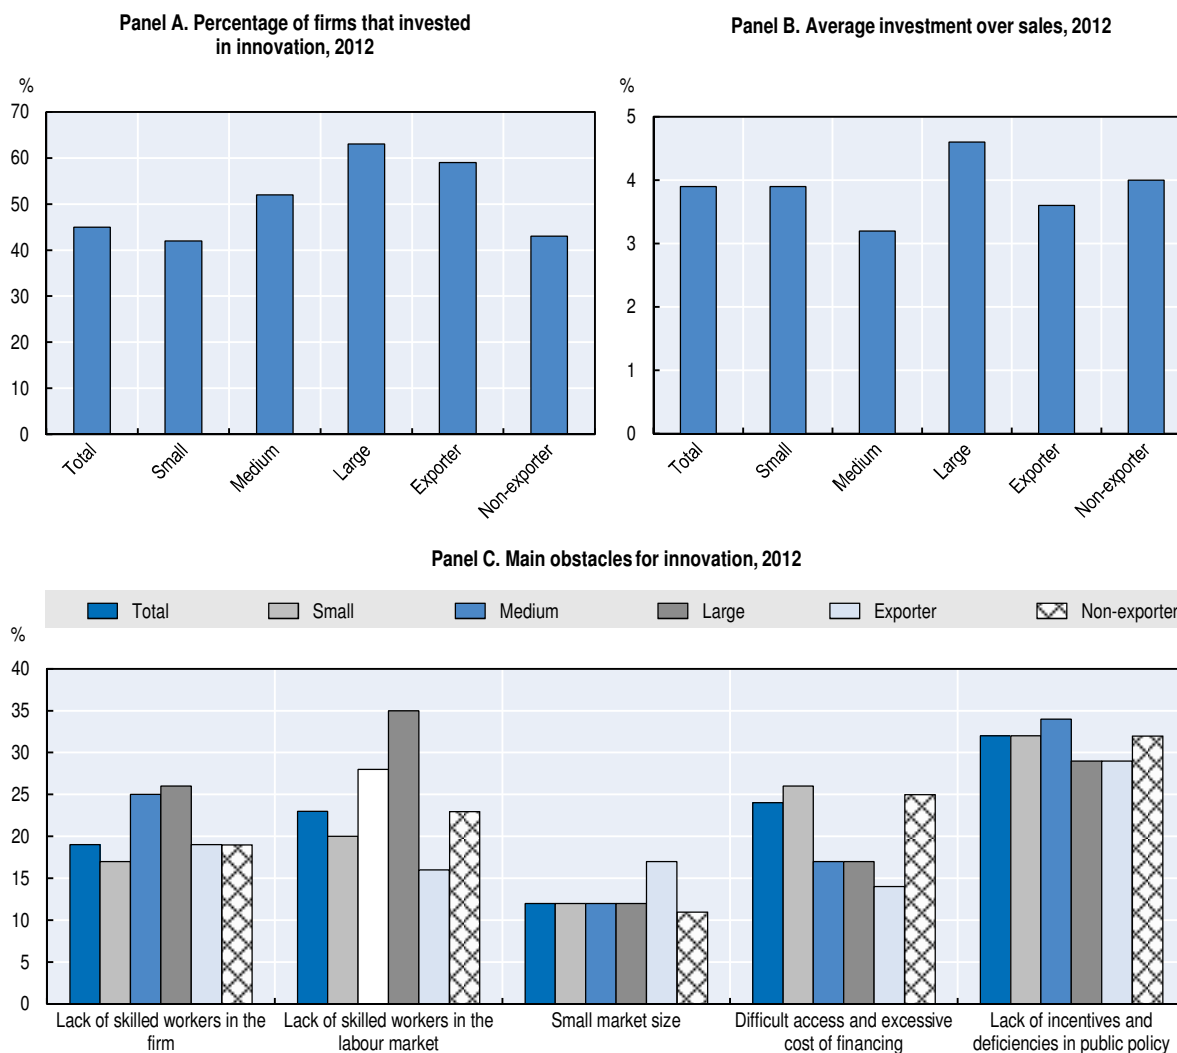 Panel A. Percentage of firms that invested
in innovation, 2012
%
70
60
50
40
30
20
10
0
Total
Small
Medium
Large
Exporter
Non-exporter
Panel B. Average investment over sales, 2012
%
5
4
3
2
1
0
Total
Small
Medium
Large
Exporter
Non-exporter
Panel C. Main obstacles for innovation, 2012
Total Small Medium Large Exporter Non-exporter
%
40
35
30
25
20
15
10
5
0
Lack of skilled workers in the
firm
Lack of skilled workers in the
labour market
Small market size
Difficult access and excessive
cost of financing
Lack of incentives and
deficiencies in public policy